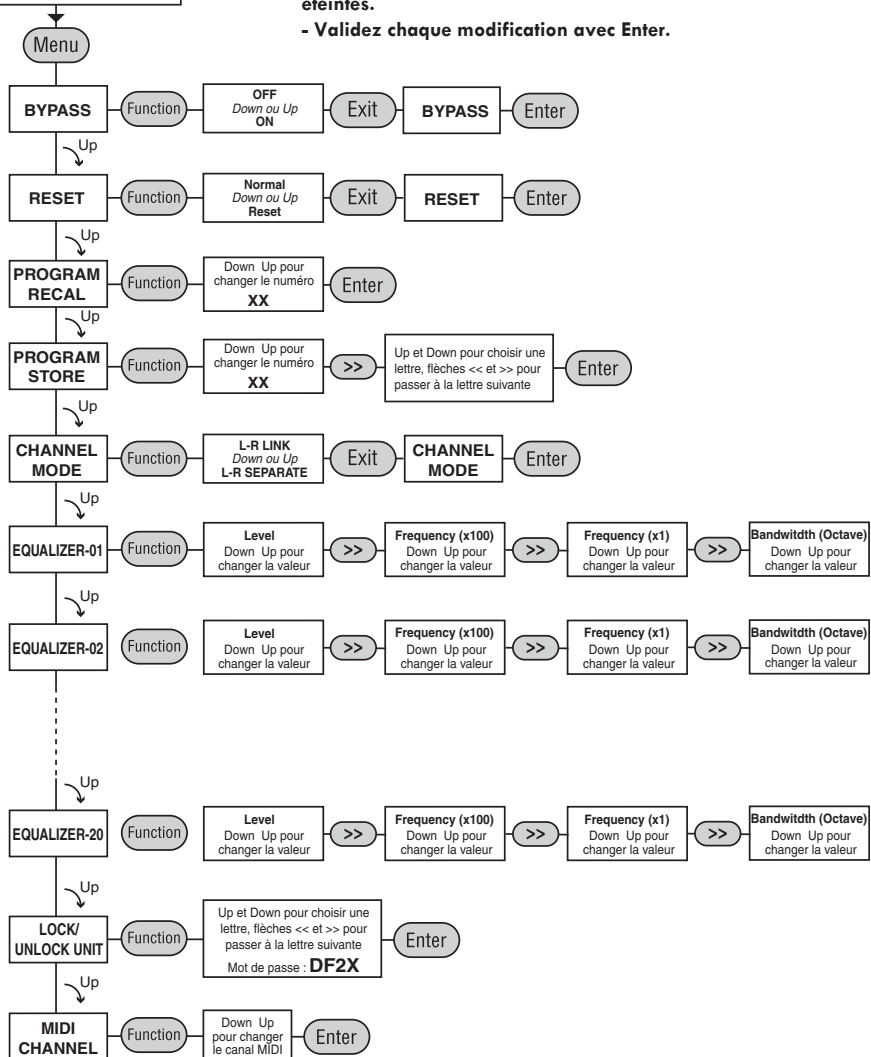 éteintes.
- Validez chaque modification avec Enter.
Menu
BYPASS
Function
OFF
Down ou Up
ON
Exit
BYPASS
Enter
Up
RESET
Function
Normal
Down ou Up
Reset
Exit
RESET
Enter
Up
PROGRAM
RECAL
Function
Down Up pour
changer le numéro
XX
Enter
Up
PROGRAM
STORE
Function
Down Up pour
changer le numéro
XX
>>
Up et Down pour choisir une
lettre, flèches << et >> pour
passer à la lettre suivante
Enter
Up
CHANNEL
MODE
Function
L-R LINK
Down ou Up
L-R SEPARATE
Exit
CHANNEL
MODE
Enter
Up
EQUALIZER-01
Function
Level
Down Up pour
changer la valeur
>>
Frequency (x100)
Down Up pour
changer la valeur
>>
Frequency (x1)
Down Up pour
changer la valeur
>>
Bandwitdth (Octave)
Down Up pour
changer la valeur
Up
EQUALIZER-02
Function
Level
Down Up pour
changer la valeur
>>
Frequency (x100)
Down Up pour
changer la valeur
>>
Frequency (x1)
Down Up pour
changer la valeur
>>
Bandwitdth (Octave)
Down Up pour
changer la valeur
Up
EQUALIZER-20
Function
Level
Down Up pour
changer la valeur
>>
Frequency (x100)
Down Up pour
changer la valeur
>>
Frequency (x1)
Down Up pour
changer la valeur
>>
Bandwitdth (Octave)
Down Up pour
changer la valeur
Up
LOCK/
UNLOCK UNIT
Function
Up et Down pour choisir une
lettre, flèches << et >> pour
passer à la lettre suivante
Mot de passe : DF2X
Enter
Up
MIDI
CHANNEL
Function
Down Up
pour changer
le canal MIDI
Enter